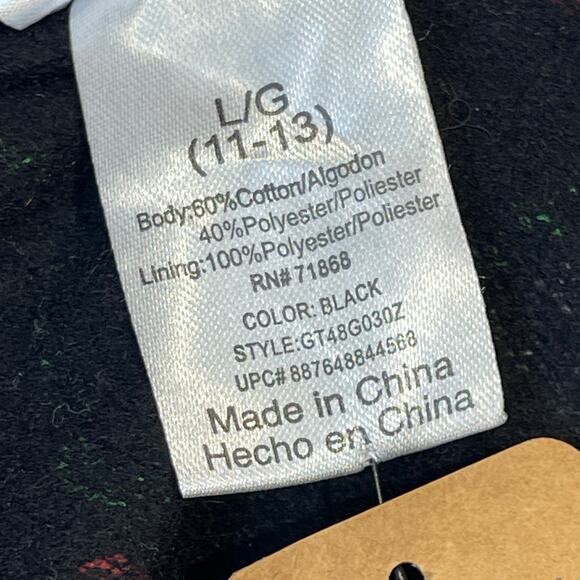 L/G
(11-13)
Body:60%Cotton/Algodon
40%Polyester/Poliester
Lining:100%Polyester/Poliester
RN#71868
COLOR: BLACK
STYLE:GT48G030Z
UPC#887648844568
Made in China
Hecho en China